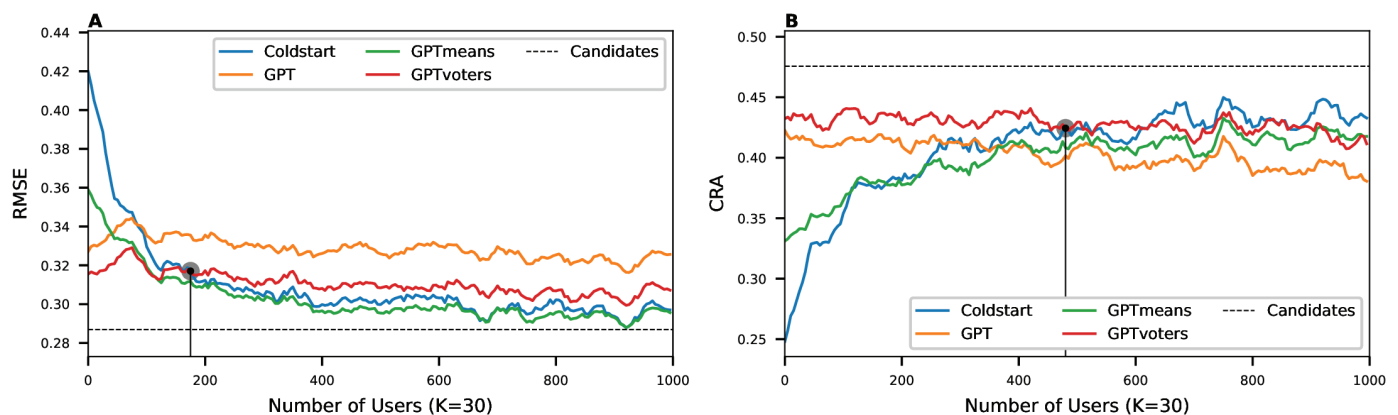 A
0.44
0.42
0.40
0.38
0.36
0.34
0.32
0.30
0.28
RMSE
Coldstart GPTmeans Candidates
GPT GPTvoters
0 200 400 600 800 1000
Number of Users (K=30)
B
0.50
0.45
0.40
0.35
0.30
0.25
CRA
Coldstart GPTmeans Candidates
GPT GPTvoters
0 200 400 600 800 1000
Number of Users (K=30)